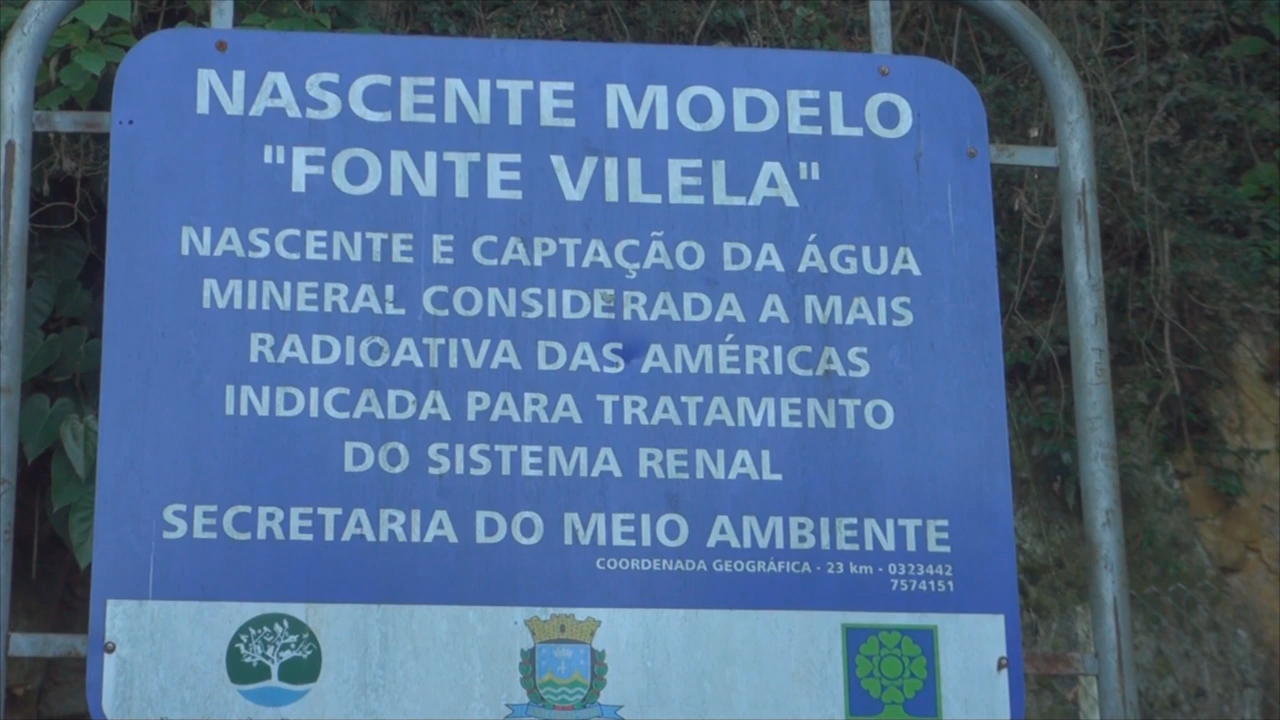 NASCENTE MODELO
"FONTE VILELA"
NASCENTE E CAPTAÇÃO DA ÁGUA
MINERAL CONSIDERADA A MAIS
RADIOATIVA DAS AMÉRICAS
INDICADA PARA TRATAMENTO
DO SISTEMA RENAL
SECRETARIA DO MEIO AMBIENTE
COORDENADA GEOGRÁFICA - 23 km - 0323442
7574151